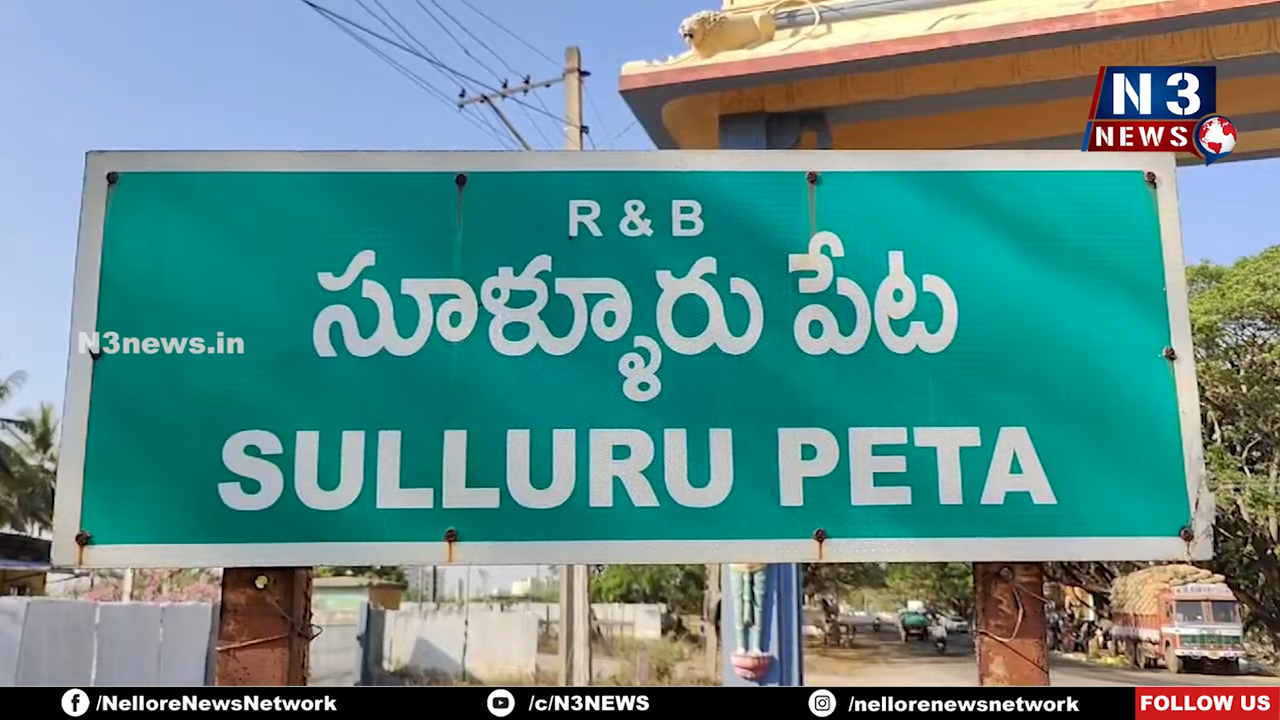 N3
NEWS
R & B
సూళ్ళూరు పేట
N3news.in
SULLURU PETA
/NelloreNewsNetwork
/c/N3NEWS
/nellorenewsnetwork
FOLLOW US